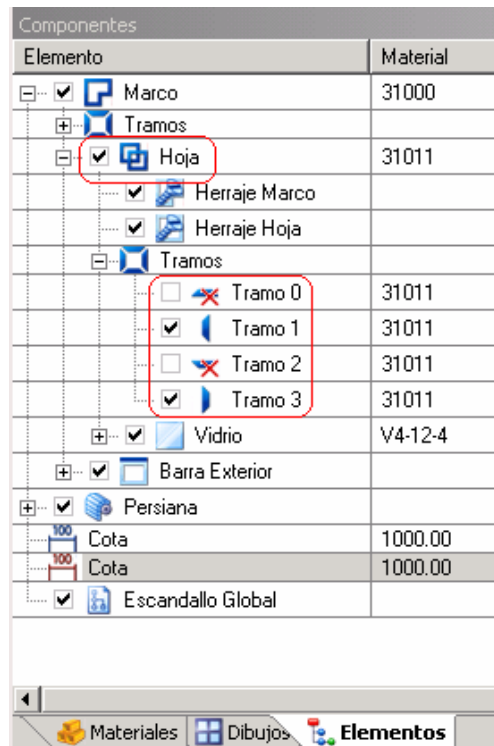 Componentes
Elemento Material
Marco 31000
Tramos
Hoja 31011
Herraje Marco
Herraje Hoja
Tramos
Tramo 0 31011
Tramo 1 31011
Tramo 2 31011
Tramo 3 31011
Vidrio V4-12-4
Barra Exterior
Persiana
100 Cota 1000.00
100 Cota 1000.00
Escandallo Global
Materiales Dibujos Elementos